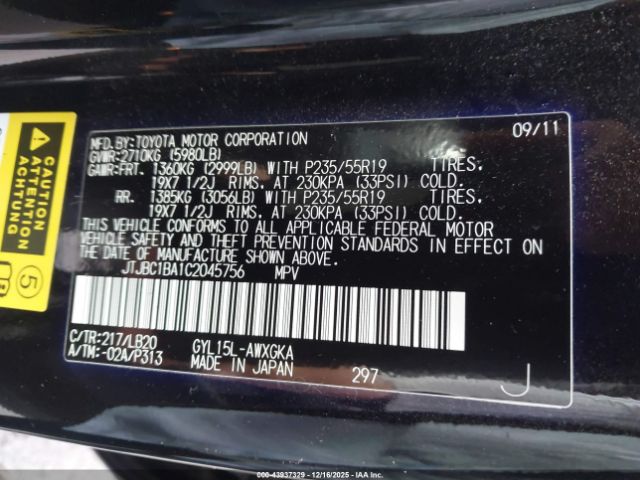 09/11
MFD. BY: TOYOTA MOTOR CORPORATION
GVWR: 2710KG (5980LB)
GAWR: FRT. 1360KG (2999LB) WITH P235/55R19 TIRES,
19X7 1/2J RIMS, AT 230KPA (33PSI) COLD.
RR. 1385KG (3056LB) WITH P235/55R19 TIRES,
19X7 1/2J RIMS, AT 230KPA (33PSI) COLD.
THIS VEHICLE CONFORMS TO ALL APPLICABLE FEDERAL MOTOR
VEHICLE SAFETY AND THEFT PREVENTION STANDARDS IN EFFECT ON
THE DATE OF MANUFACTURE SHOWN ABOVE.
JTJBC1BA1C2045756 MPV
C/TR: 217/LB20 GYL15L-AWXGKA
A/TM: -02A/P313 MADE IN JAPAN 297 J
CAUTION
ATTENTION
ACHTUNG
5
000-43937329 - 12/16/2025 - IAA Inc.